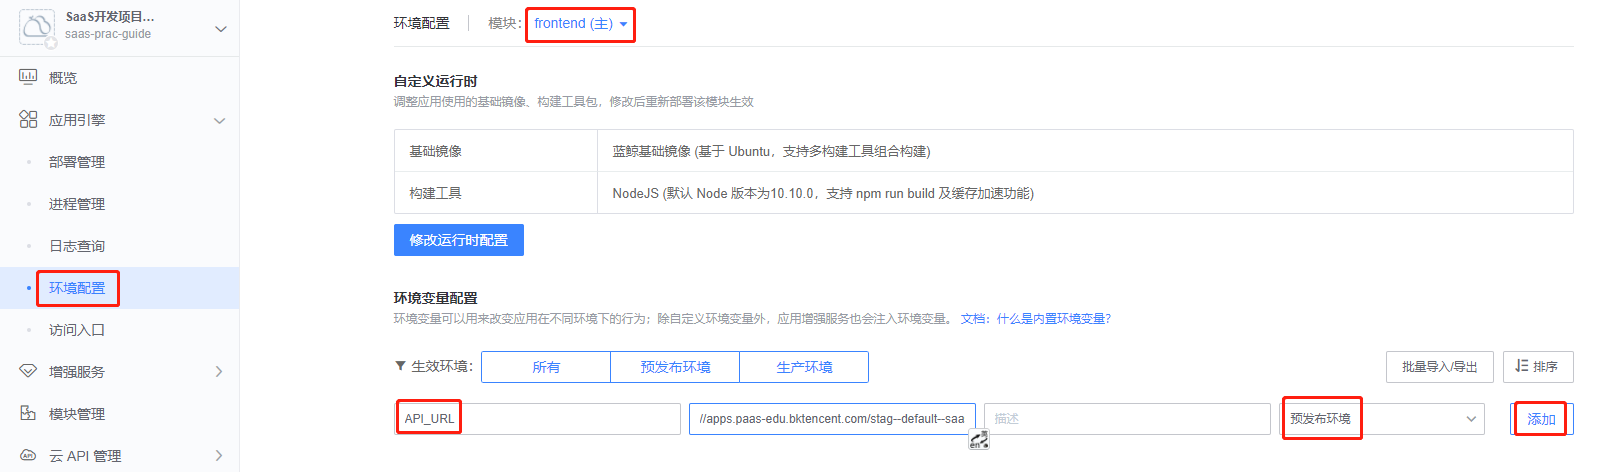 SaaS开发项目...
saas-prac-guide
概览
应用引擎
部署管理
进程管理
日志查询
环境配置
访问入口
增强服务
模块管理
云 API 管理
环境配置 模块: frontend (主)
自定义运行时
调整应用使用的基础镜像、构建工具包，修改后重新部署该模块生效
基础镜像 蓝鲸基础镜像 (基于 Ubuntu，支持多构建工具组合构建)
构建工具 NodeJS (默认 Node 版本为10.10.0，支持 npm run build 及缓存加速功能)
修改运行时配置
环境变量配置
环境变量可以用来改变应用在不同环境下的行为；除自定义环境变量外，应用增强服务也会注入环境变量。 文档：什么是内置环境变量?
生效环境: 所有 预发布环境 生产环境 批量导入/导出 排序
API_URL //apps.paas-edu.bktencent.com/stag--default--saa 描述 预发布环境 添加
en 英
API